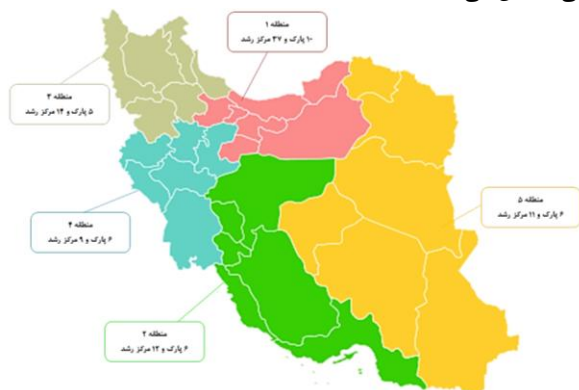 منطقه ۱
۱۰ پارک و ۳۷ مرکز رشد
منطقه ۳
۵ پارک و ۱۴ مرکز رشد
منطقه ۵
۶ پارک و ۱۱ مرکز رشد
منطقه ۴
۶ پارک و ۹ مرکز رشد
منطقه ۲
۶ پارک و ۱۲ مرکز رشد